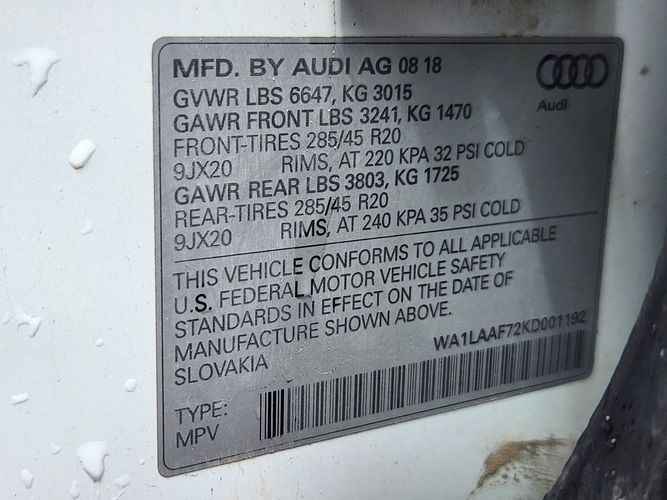 MFD. BY AUDI AG 08 18
Audi
GVWR LBS 6647, KG 3015
GAWR FRONT LBS 3241, KG 1470
FRONT-TIRES 285/45 R20
9JX20 RIMS, AT 220 KPA 32 PSI COLD
GAWR REAR LBS 3803, KG 1725
REAR-TIRES 285/45 R20
9JX20 RIMS, AT 240 KPA 35 PSI COLD
THIS VEHICLE CONFORMS TO ALL APPLICABLE
U.S. FEDERAL MOTOR VEHICLE SAFETY
STANDARDS IN EFFECT ON THE DATE OF
MANUFACTURE SHOWN ABOVE.
SLOVAKIA WA1LAAF72KD001192
TYPE:
MPV